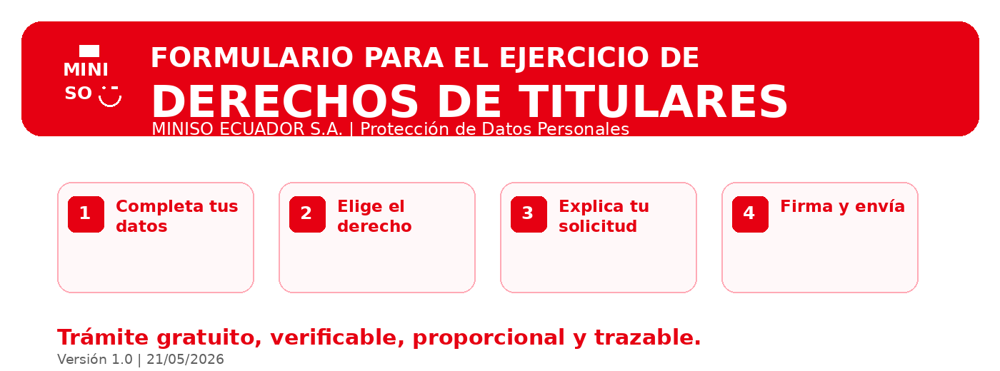 MINI
SO
FORMULARIO PARA EL EJERCICIO DE
DERECHOS DE TITULARES
MINISO ECUADOR S.A. | Protección de Datos Personales
1
Completa tus
datos
2
Elige el
derecho
3
Explica tu
solicitud
4
Firma y envía
Trámite gratuito, verificable, proporcional y trazable.
Versión 1.0 | 21/05/2026